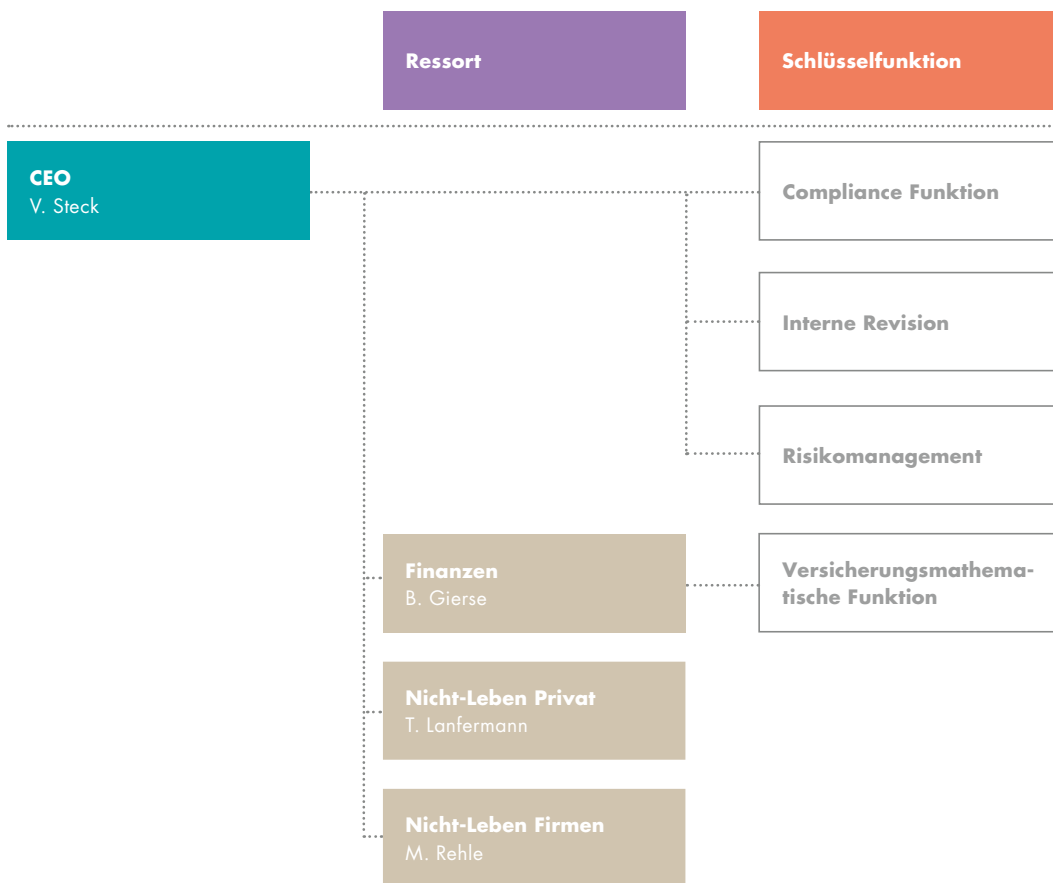 Ressort
Schlüsselfunktion
CEO
V. Steck
Compliance Funktion
Interne Revision
Risikomanagement
Finanzen
B. Gierse
Versicherungsmathema-
tische Funktion
Nicht-Leben Privat
T. Lanfermann
Nicht-Leben Firmen
M. Rehle